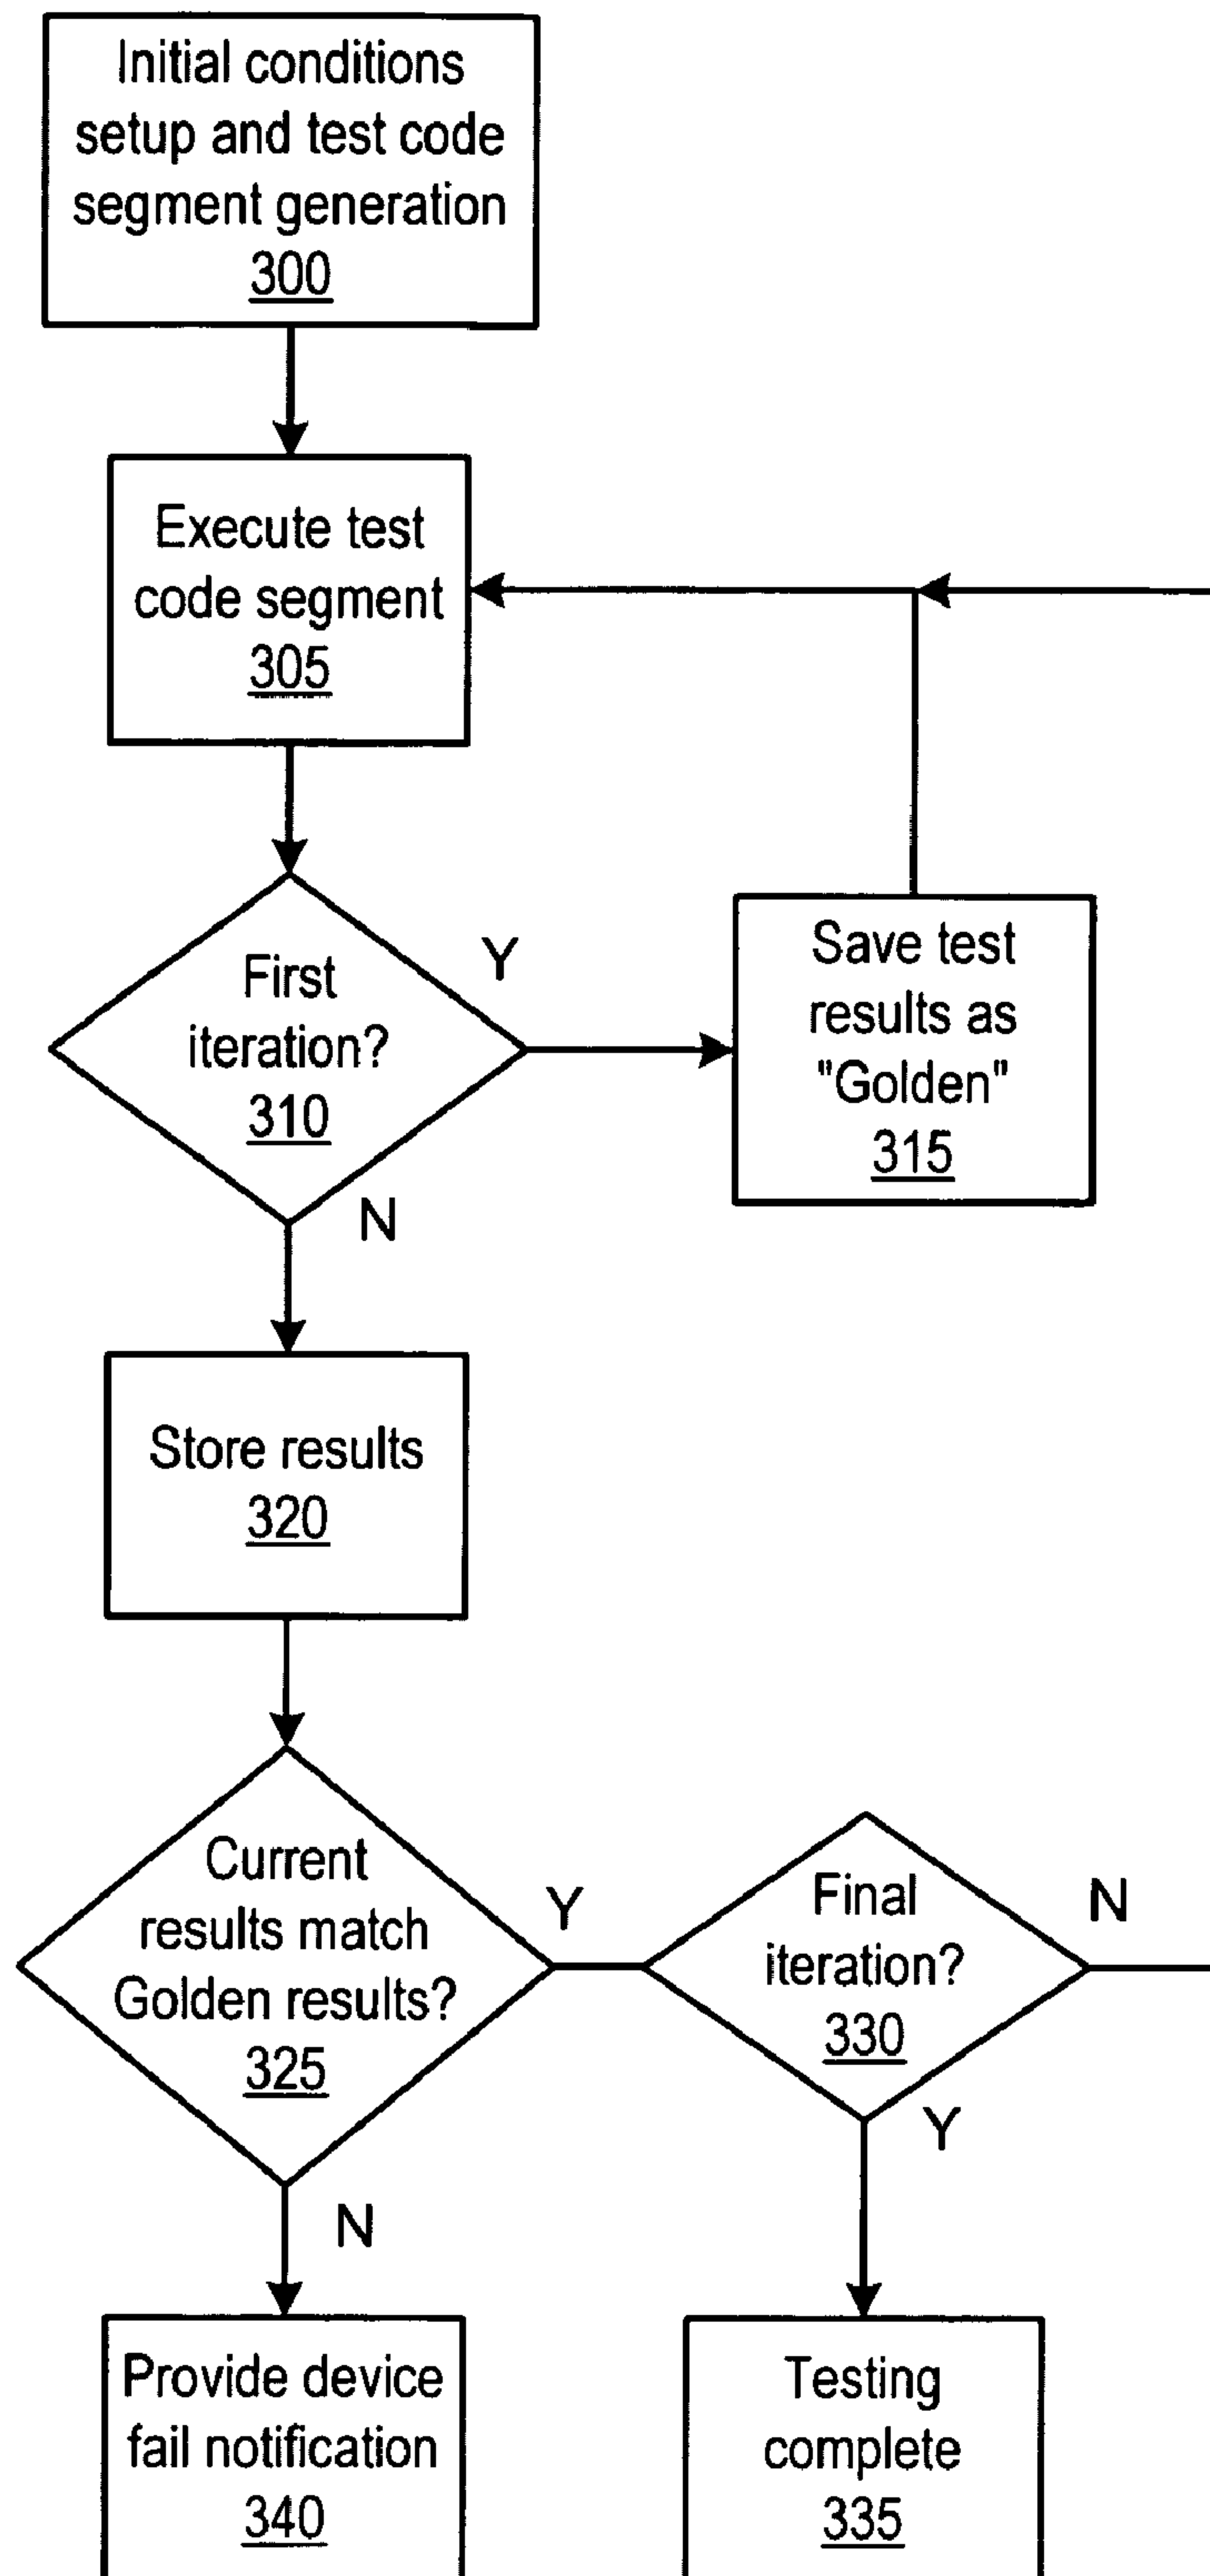 Initial conditions
setup and test code
segment generation
300
Execute test
code segment
305
First
iteration?
310
Y
N
Save test
results as
"Golden"
315
Store results
320
Current
results match
Golden results?
325
Y
N
Final
iteration?
330
N
Y
Provide device
fail notification
340
Testing
complete
335